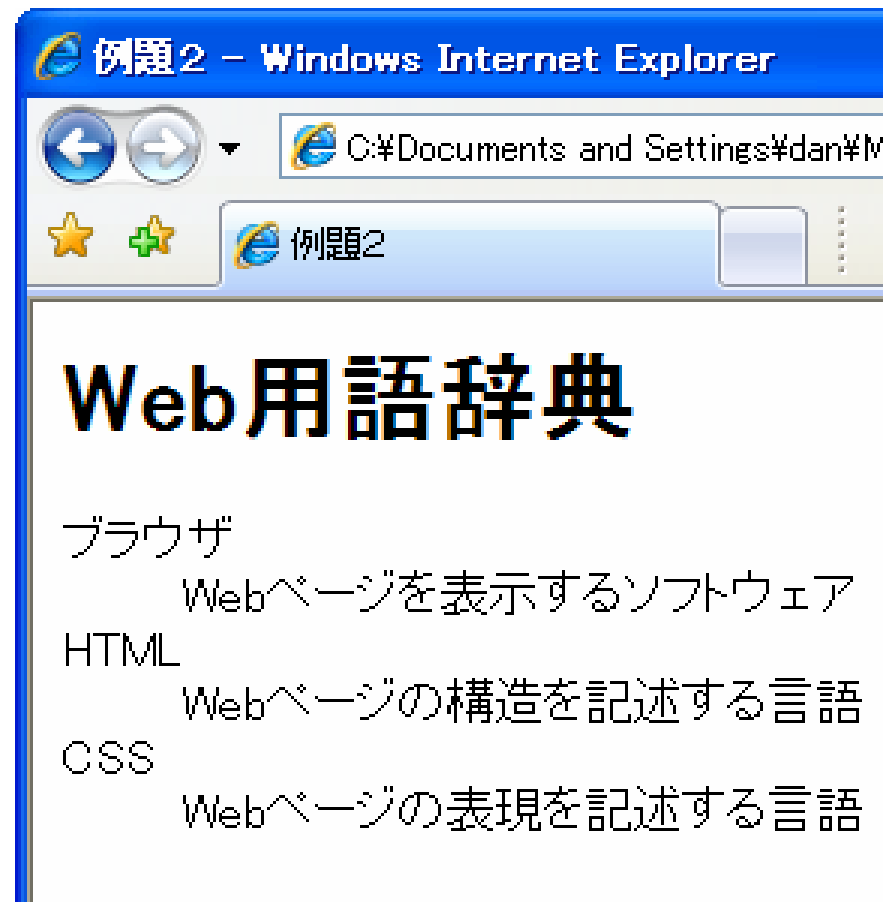 例題2 - Windows Internet Explorer
C:¥Documents and Settings¥dan¥M
例題2
Web用語辞典
ブラウザ
Webページを表示するソフトウェア
HTML
Webページの構造を記述する言語
CSS
Webページの表現を記述する言語